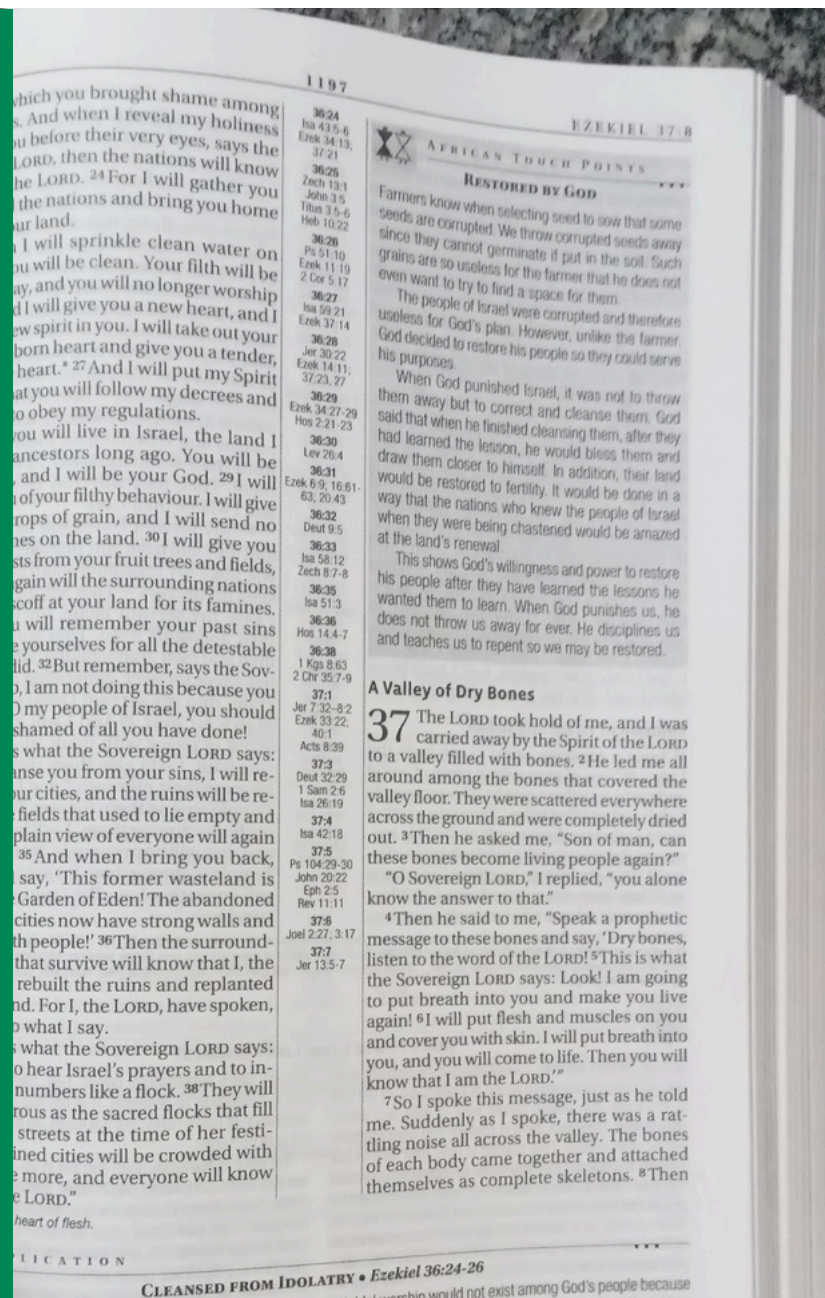 1197
EZEKIEL 37:8
which you brought shame among
s. And when I reveal my holiness
u before their very eyes, says the
LORD, then the nations will know
he LORD. 24 For I will gather you
the nations and bring you home
ur land.
I will sprinkle clean water on
ou will be clean. Your filth will be
ay, and you will no longer worship
d I will give you a new heart, and I
ew spirit in you. I will take out your
born heart and give you a tender,
heart.* 27 And I will put my Spirit
at you will follow my decrees and
o obey my regulations.
you will live in Israel, the land I
ancestors long ago. You will be
, and I will be your God. 29 I will
of your filthy behaviour. I will give
rops of grain, and I will send no
nes on the land. 30 I will give you
sts from your fruit trees and fields,
gain will the surrounding nations
scoff at your land for its famines.
u will remember your past sins
e yourselves for all the detestable
did. 32 But remember, says the Sov-
, I am not doing this because you
O my people of Israel, you should
shamed of all you have done!
s what the Sovereign LORD says:
anse you from your sins, I will re-
ur cities, and the ruins will be re-
fields that used to lie empty and
plain view of everyone will again
35 And when I bring you back,
say, ‘This former wasteland is
Garden of Eden! The abandoned
cities now have strong walls and
th people!’ 36 Then the surround-
that survive will know that I, the
rebuilt the ruins and replanted
nd. For I, the LORD, have spoken,
o what I say.
s what the Sovereign LORD says:
o hear Israel’s prayers and to in-
numbers like a flock. 38 They will
rous as the sacred flocks that fill
streets at the time of her festi-
ined cities will be crowded with
e more, and everyone will know
e LORD.”
heart of flesh.
36:24
Isa 43:5-6
Ezek 34:13,
37:21
36:25
Zech 13:1
John 3:5
Titus 3:5-6
Heb 10:22
36:26
Ps 51:10
Ezek 11:19
2 Cor 5:17
36:27
Isa 59:21
Ezek 37:14
36:28
Jer 30:22
Ezek 14:11;
37:23, 27
36:29
Ezek 34:27-29
Hos 2:21-23
36:30
Lev 26:4
36:31
Ezek 6:9; 16:61-
63; 20:43
36:32
Deut 9:5
36:33
Isa 58:12
Zech 8:7-8
36:35
Isa 51:3
36:36
Hos 14:4-7
36:38
1 Kgs 8:63
2 Chr 35:7-9
37:1
Jer 7:32–8:2
Ezek 33:22;
40:1
Acts 8:39
37:3
Deut 32:29
1 Sam 2:6
Isa 26:19
37:4
Isa 42:18
37:5
Ps 104:29-30
John 20:22
Eph 2:5
Rev 11:11
37:6
Joel 2:27; 3:17
37:7
Jer 13:5-7
AFRICAN TOUCH POINTS
RESTORED BY GOD
Farmers know when selecting seed to sow that some
seeds are corrupted. We throw corrupted seeds away
since they cannot germinate if put in the soil. Such
grains are so useless for the farmer that he does not
even want to try to find a space for them.
The people of Israel were corrupted and therefore
useless for God’s plan. However, unlike the farmer,
God decided to restore his people so they could serve
his purposes.
When God punished Israel, it was not to throw
them away but to correct and cleanse them. God
said that when he finished cleansing them, after they
had learned the lesson, he would bless them and
draw them closer to himself. In addition, their land
would be restored to fertility. It would be done in a
way that the nations who knew the people of Israel
when they were being chastened would be amazed
at the land’s renewal.
This shows God’s willingness and power to restore
his people after they have learned the lessons he
wanted them to learn. When God punishes us, he
does not throw us away for ever. He disciplines us
and teaches us to repent so we may be restored.
A Valley of Dry Bones
37 The LORD took hold of me, and I was
carried away by the Spirit of the LORD
to a valley filled with bones. 2 He led me all
around among the bones that covered the
valley floor. They were scattered everywhere
across the ground and were completely dried
out. 3 Then he asked me, “Son of man, can
these bones become living people again?”
“O Sovereign LORD,” I replied, “you alone
know the answer to that.”
4 Then he said to me, “Speak a prophetic
message to these bones and say, ‘Dry bones,
listen to the word of the LORD! 5 This is what
the Sovereign LORD says: Look! I am going
to put breath into you and make you live
again! 6 I will put flesh and muscles on you
and cover you with skin. I will put breath into
you, and you will come to life. Then you will
know that I am the LORD.’”
7 So I spoke this message, just as he told
me. Suddenly as I spoke, there was a rat-
tling noise all across the valley. The bones
of each body came together and attached
themselves as complete skeletons. 8 Then
LICATION
CLEANSED FROM IDOLATRY • Ezekiel 36:24-26
would not exist among God’s people because